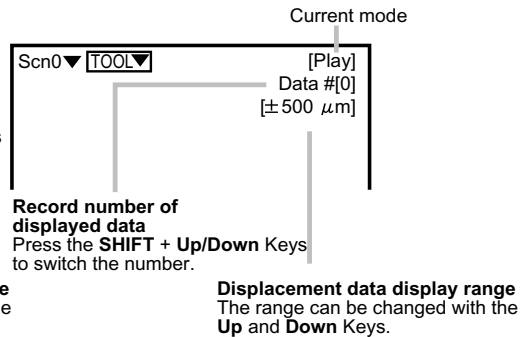 Current mode
Scn0▼ TOOL▼ [Play]
Data #[0]
[±500 μm]
s
Record number of
displayed data
Press the SHIFT + Up/Down Keys
to switch the number.
e
e
Displacement data display range
The range can be changed with the
Up and Down Keys.